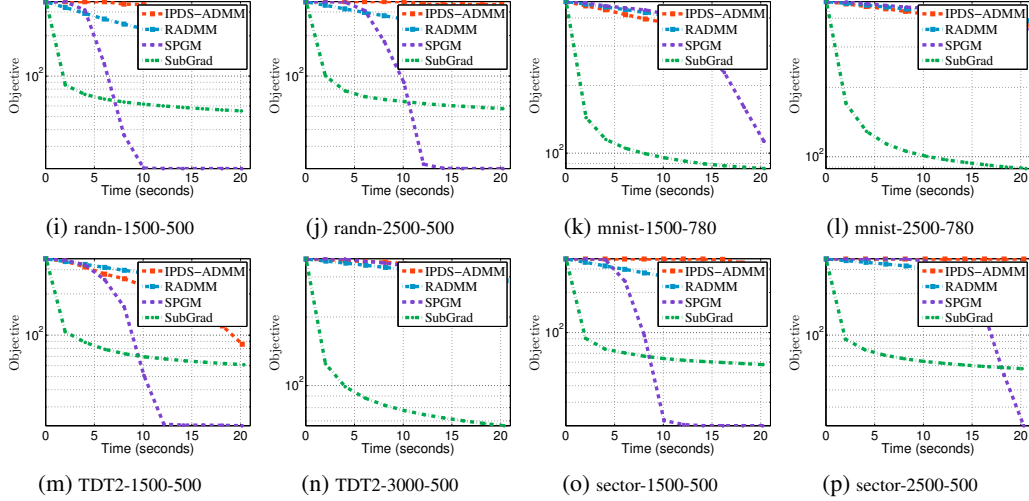 IPDS-ADMM
RADMM
SPGM
SubGrad
Objective
10²
0 5 10 15 20
Time (seconds)
(i) randn-1500-500
IPDS-ADMM
RADMM
SPGM
SubGrad
Objective
10²
0 5 10 15 20
Time (seconds)
(j) randn-2500-500
IPDS-ADMM
RADMM
SPGM
SubGrad
Objective
10²
0 5 10 15 20
Time (seconds)
(k) mnist-1500-780
IPDS-ADMM
RADMM
SPGM
SubGrad
Objective
10²
0 5 10 15 20
Time (seconds)
(l) mnist-2500-780
IPDS-ADMM
RADMM
SPGM
SubGrad
Objective
10²
0 5 10 15 20
Time (seconds)
(m) TDT2-1500-500
IPDS-ADMM
RADMM
SPGM
SubGrad
Objective
10²
0 5 10 15 20
Time (seconds)
(n) TDT2-3000-500
IPDS-ADMM
RADMM
SPGM
SubGrad
Objective
10²
0 5 10 15 20
Time (seconds)
(o) sector-1500-500
IPDS-ADMM
RADMM
SPGM
SubGrad
Objective
10²
0 5 10 15 20
Time (seconds)
(p) sector-2500-500